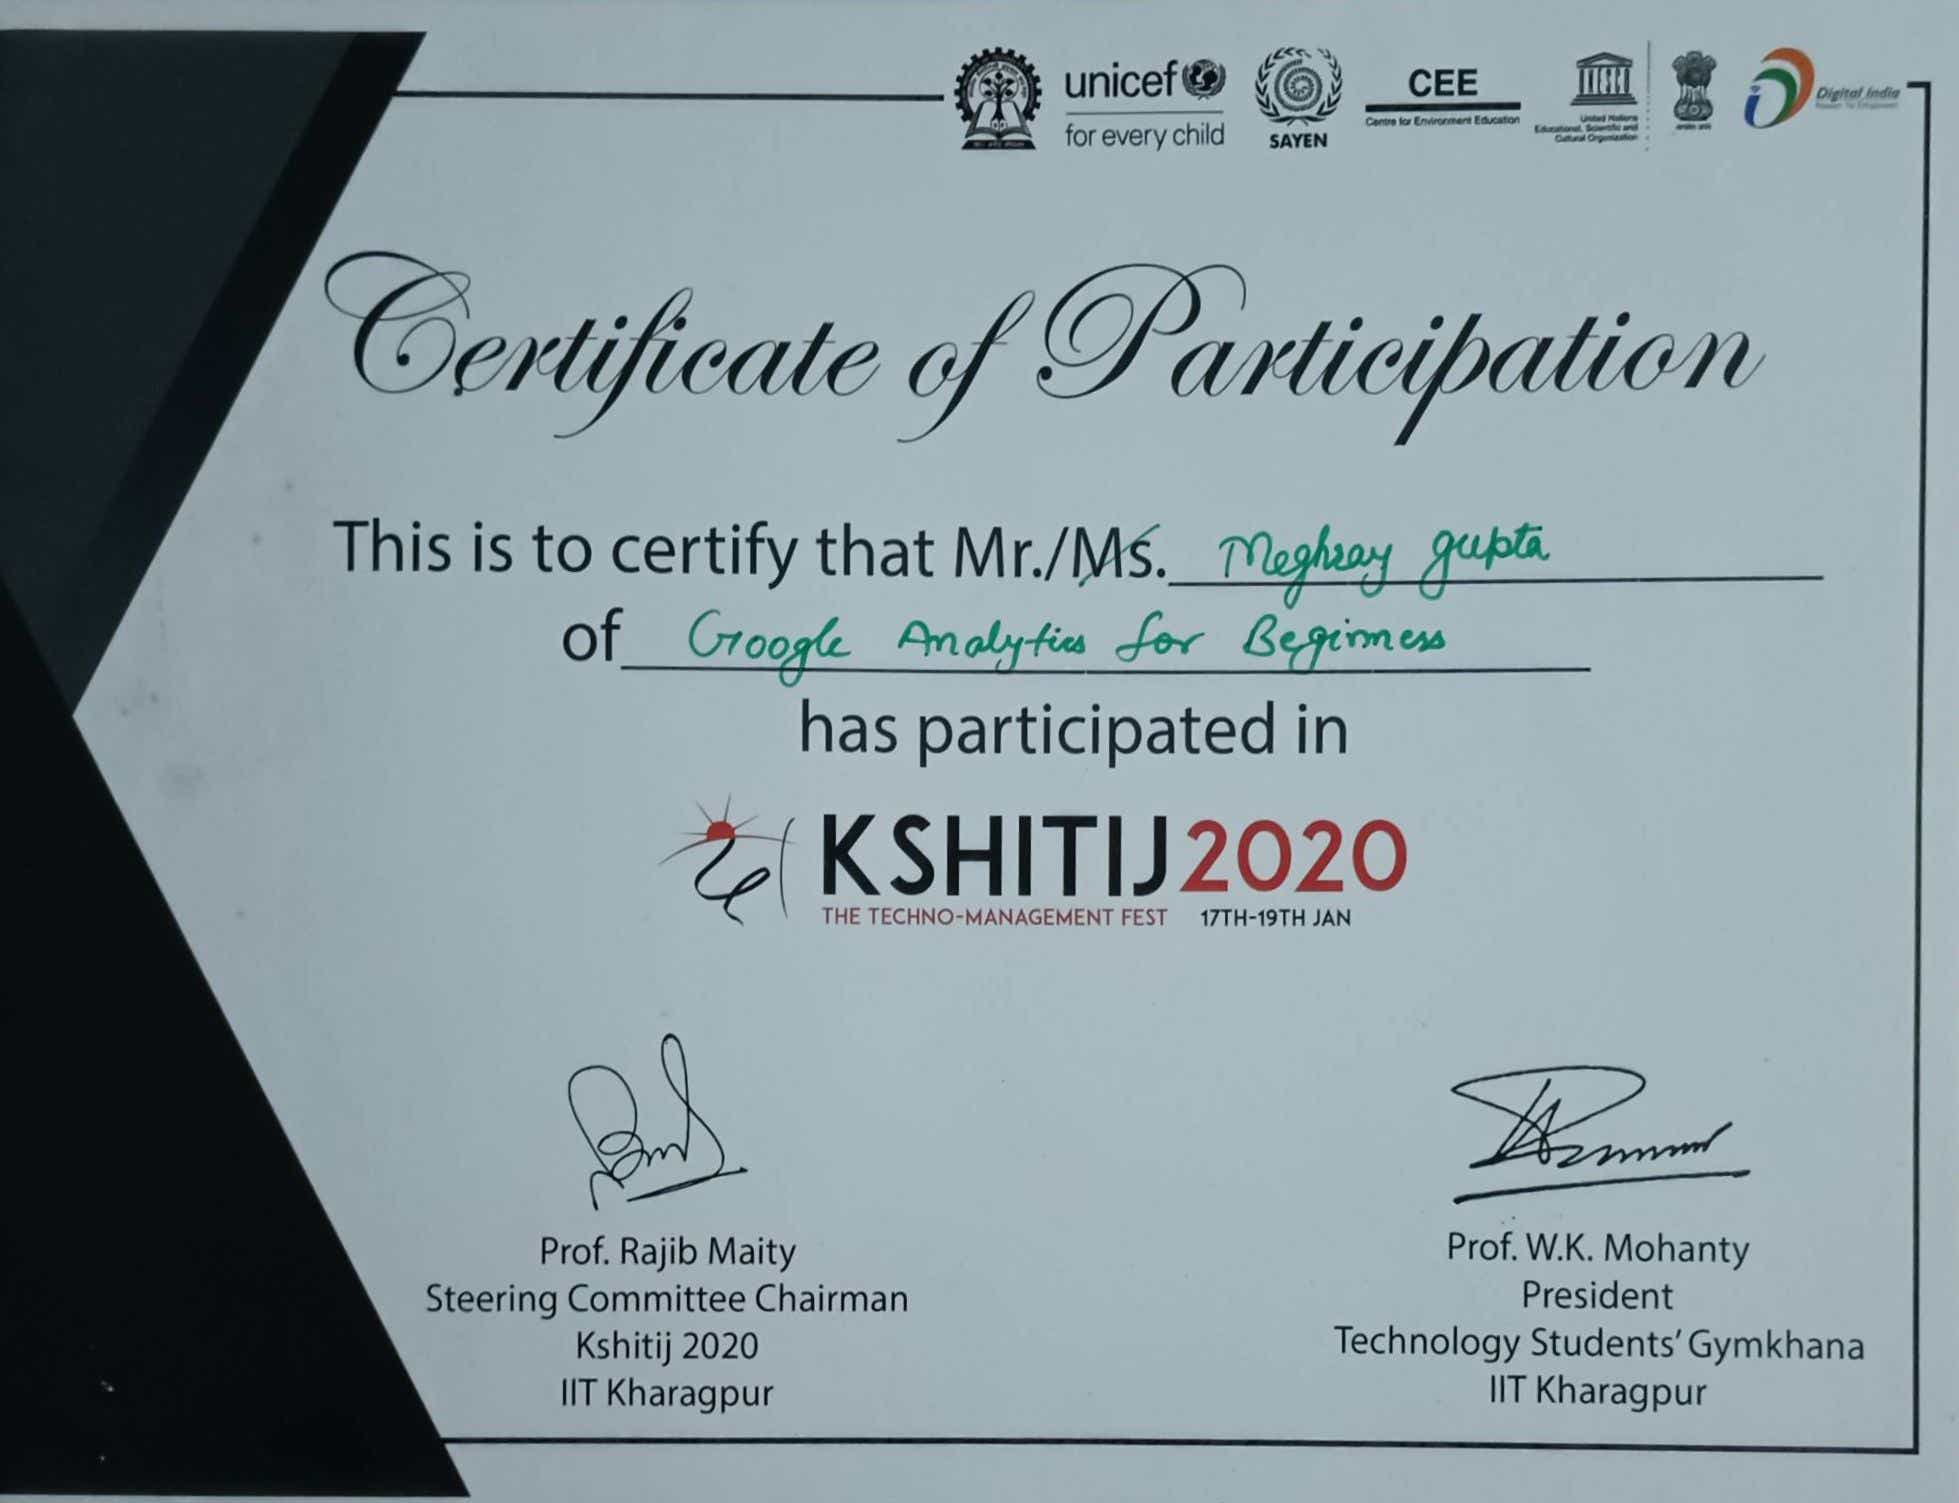 unicef
for every child
SAYEN
CEE
Centre for Environment Education
United Nations
Educational, Scientific and
Cultural Organization
Digital India
Certificate of Participation
This is to certify that Mr./Ms. Meghray gupta
of Google Analytics for Beginners
has participated in
KSHITIJ 2020
THE TECHNO-MANAGEMENT FEST 17TH-19TH JAN
Prof. Rajib Maity
Steering Committee Chairman
Kshitij 2020
IIT Kharagpur
Prof. W.K. Mohanty
President
Technology Students' Gymkhana
IIT Kharagpur